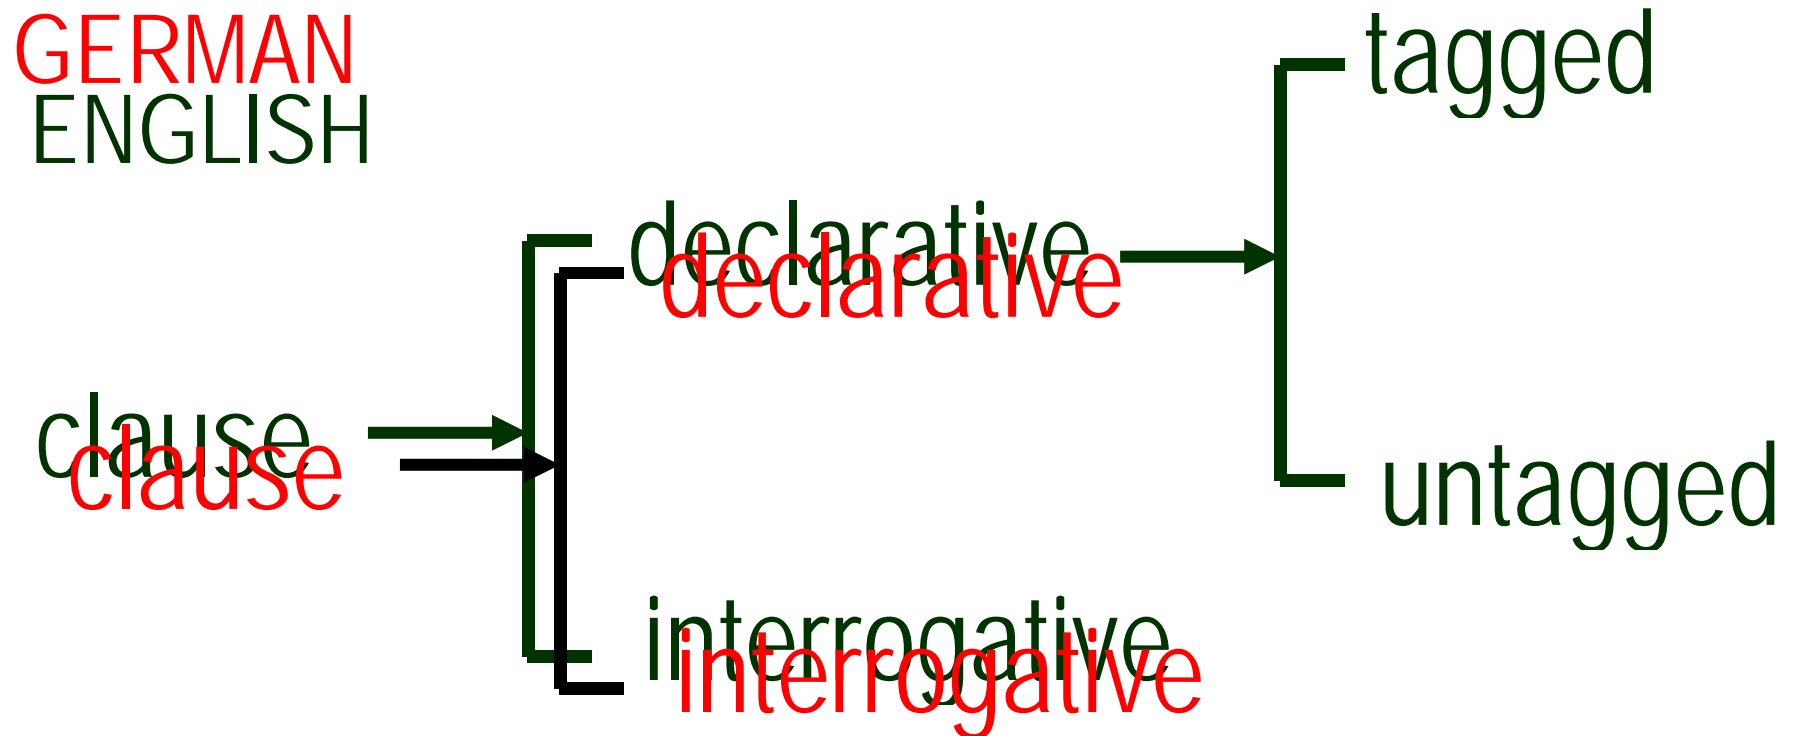 GERMAN
ENGLISH
tagged
declarative
declarative
clause
clause
untagged
interrogative
interrogative